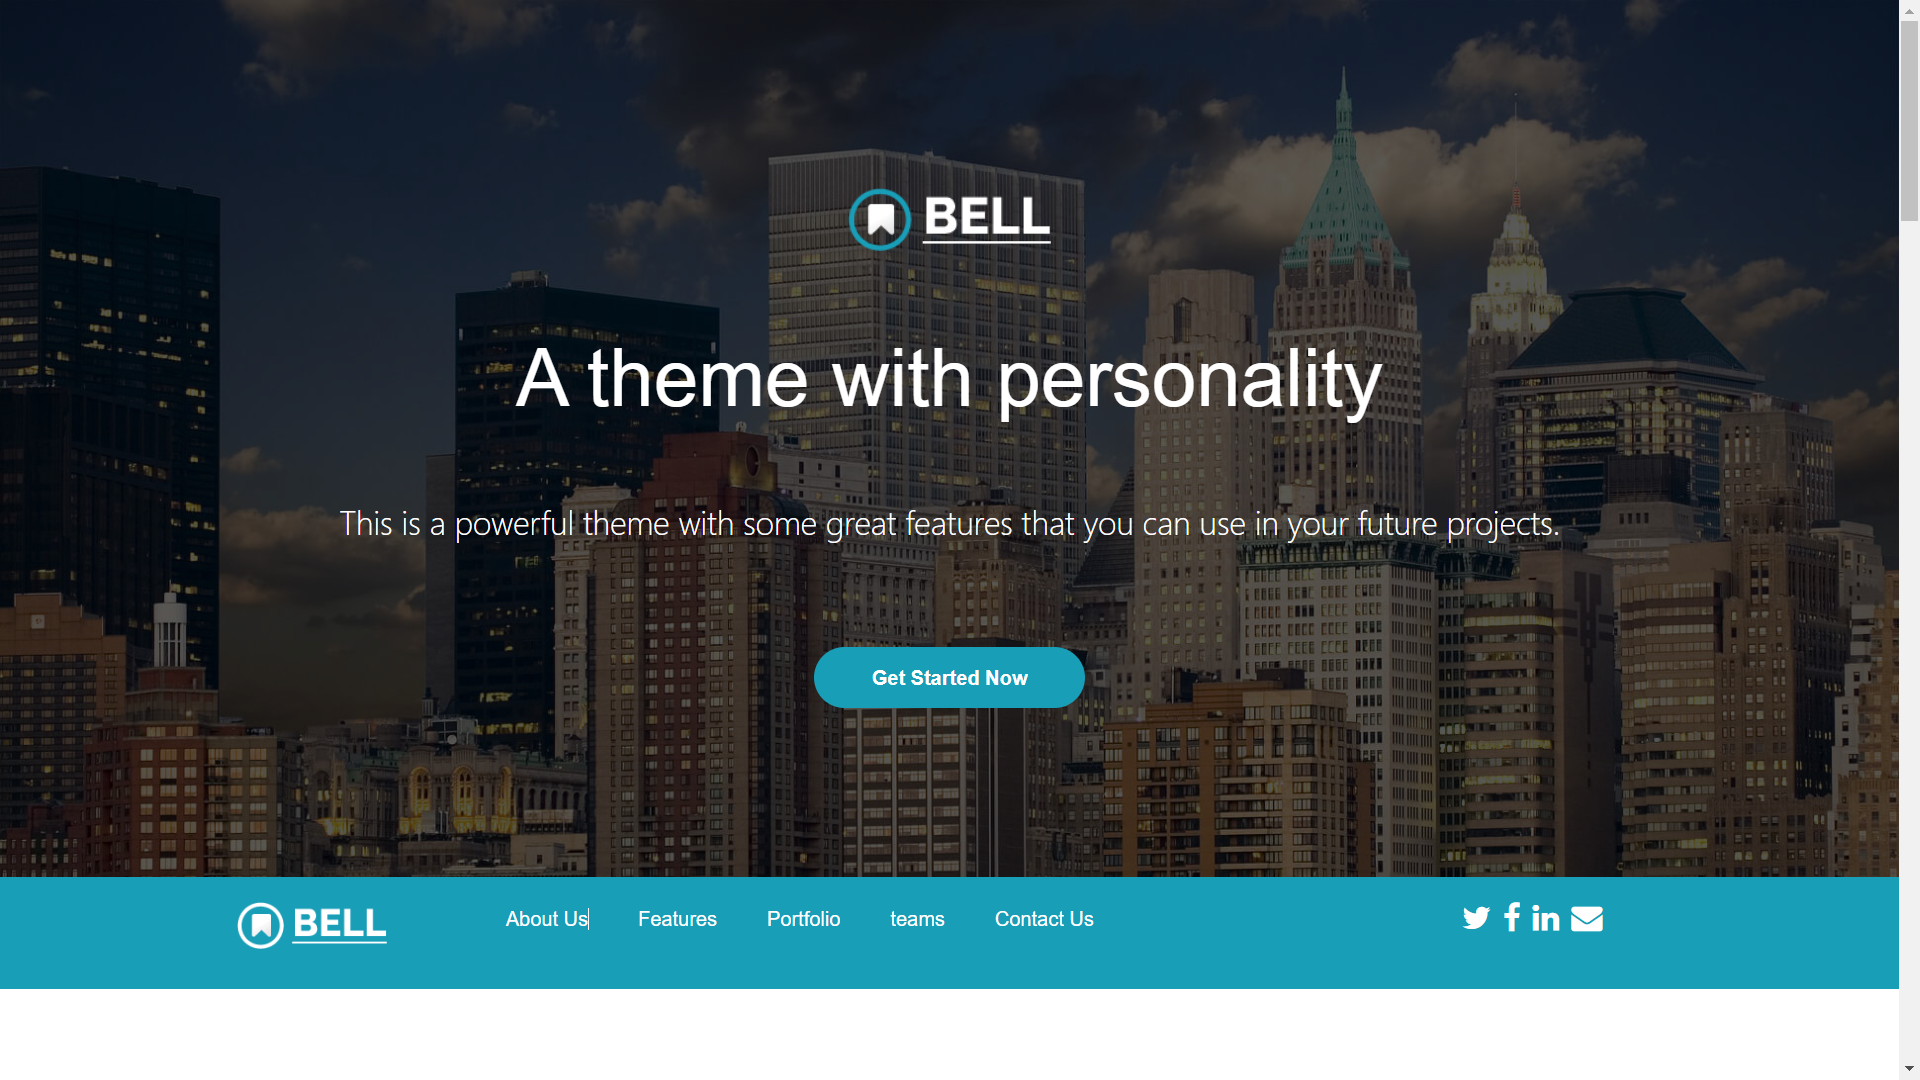 BELL
A theme with personality
This is a powerful theme with some great features that you can use in your future projects.
Get Started Now
BELL
About Us
Features
Portfolio
teams
Contact Us